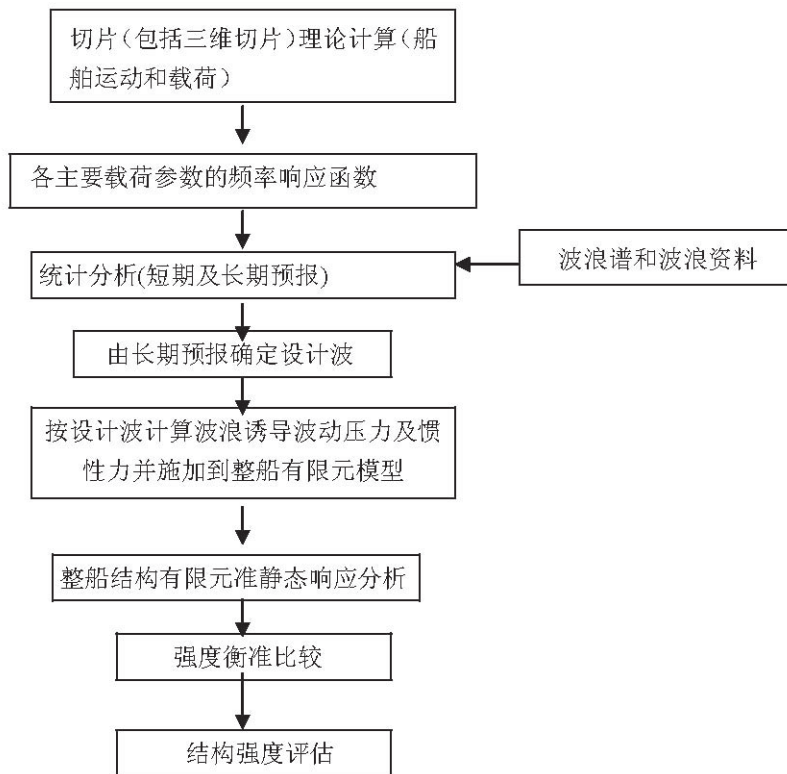 切片（包括三维切片）理论计算（船
舶运动和载荷）
各主要载荷参数的频率响应函数
统计分析(短期及长期预报)
波浪谱和波浪资料
由长期预报确定设计波
按设计波计算波浪诱导波动压力及惯
性力并施加到整船有限元模型
整船结构有限元准静态响应分析
强度衡准比较
结构强度评估